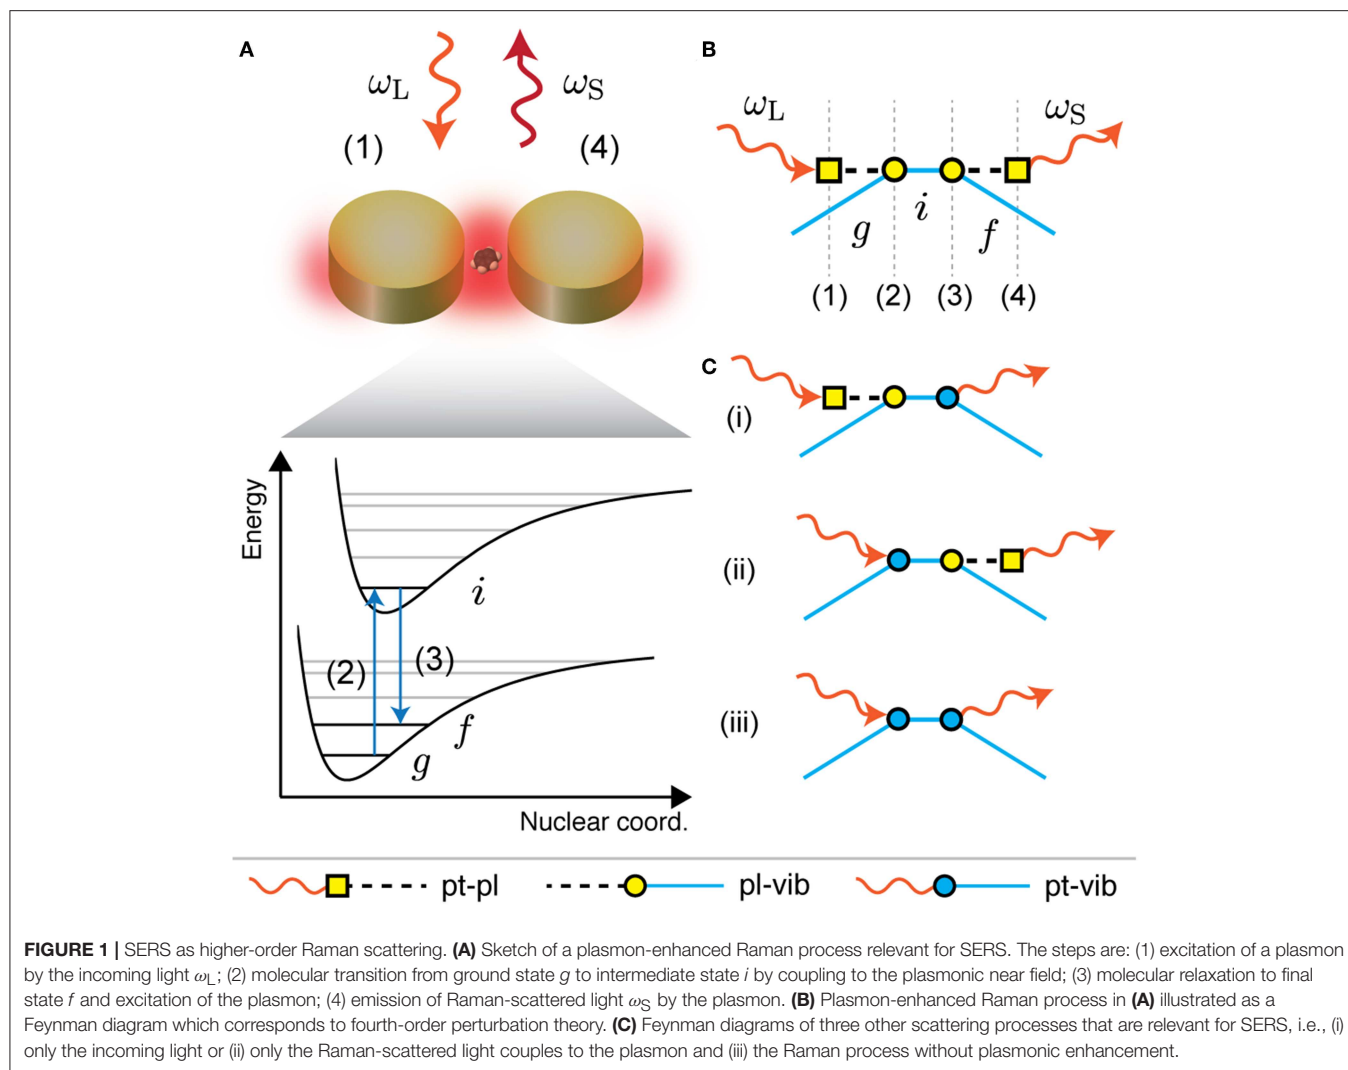 A
ω_L
ω_S
(1)
(4)
Energy
i
(2)
(3)
f
g
Nuclear coord.
B
ω_L
ω_S
g
i
f
(1)
(2)
(3)
(4)
C
(i)
(ii)
(iii)
pt-pl
pl-vib
pt-vib
FIGURE 1 | SERS as higher-order Raman scattering. (A) Sketch of a plasmon-enhanced Raman process relevant for SERS. The steps are: (1) excitation of a plasmon
by the incoming light ω_L; (2) molecular transition from ground state g to intermediate state i by coupling to the plasmonic near field; (3) molecular relaxation to final
state f and excitation of the plasmon; (4) emission of Raman-scattered light ω_S by the plasmon. (B) Plasmon-enhanced Raman process in (A) illustrated as a
Feynman diagram which corresponds to fourth-order perturbation theory. (C) Feynman diagrams of three other scattering processes that are relevant for SERS, i.e., (i)
only the incoming light or (ii) only the Raman-scattered light couples to the plasmon and (iii) the Raman process without plasmonic enhancement.